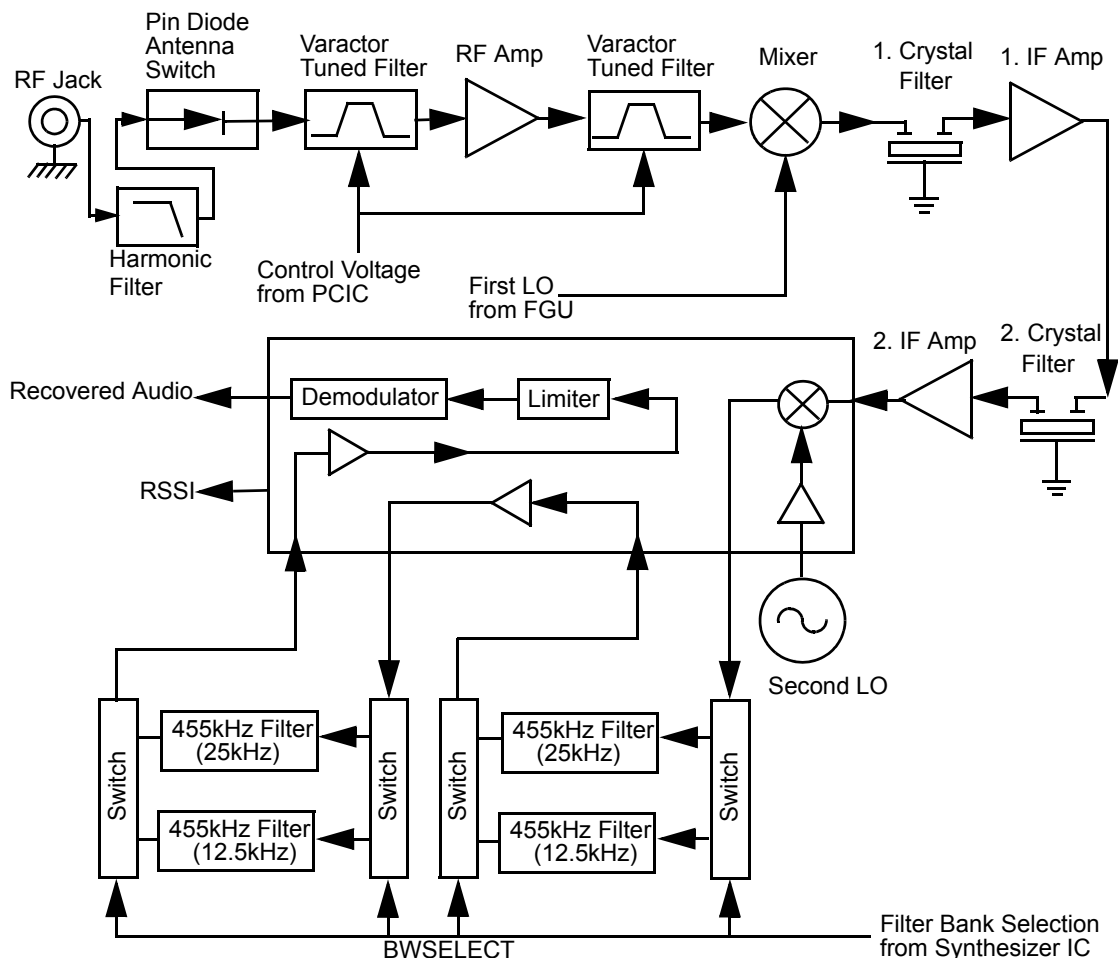 Pin Diode
Antenna
Switch
Varactor
Tuned Filter
RF Amp
Varactor
Tuned Filter
Mixer
1. Crystal
Filter
1. IF Amp
RF Jack
Harmonic
Filter
Control Voltage
from PCIC
First LO
from FGU
2. IF Amp
2. Crystal
Filter
Recovered Audio
Demodulator
Limiter
RSSI
Second LO
Switch
455kHz Filter
(25kHz)
455kHz Filter
(12.5kHz)
Switch
Switch
455kHz Filter
(25kHz)
455kHz Filter
(12.5kHz)
Switch
BWSELECT
Filter Bank Selection
from Synthesizer IC